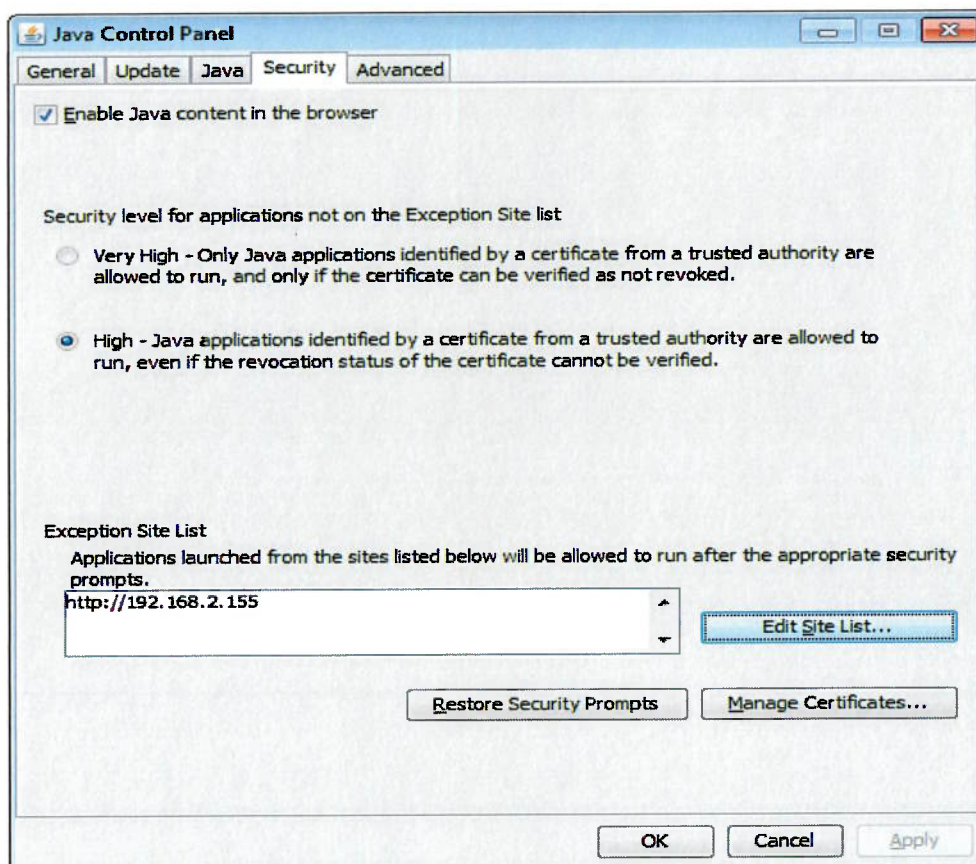 Java Control Panel
General Update Java Security Advanced
Enable Java content in the browser
Security level for applications not on the Exception Site list
Very High - Only Java applications identified by a certificate from a trusted authority are
allowed to run, and only if the certificate can be verified as not revoked.
High - Java applications identified by a certificate from a trusted authority are allowed to
run, even if the revocation status of the certificate cannot be verified.
Exception Site List
Applications launched from the sites listed below will be allowed to run after the appropriate security
prompts.
http://192.168.2.155
Edit Site List...
Restore Security Prompts Manage Certificates...
OK Cancel Apply